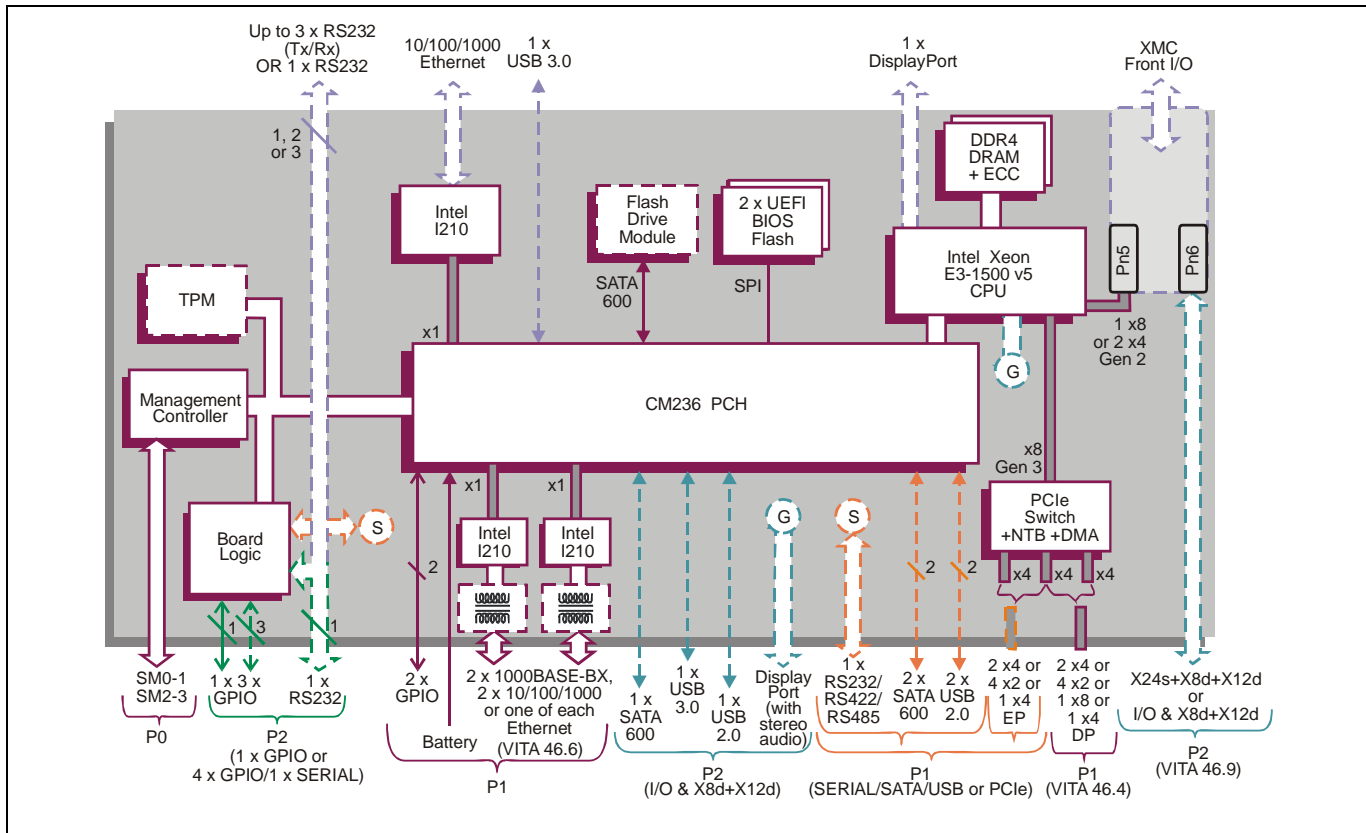 Up to 3 x RS232
(Tx/Rx)
OR 1 x RS232
10/100/1000
Ethernet
1 x
USB 3.0
1 x
DisplayPort
XMC
Front I/O
1, 2
or 3
DDR4
DRAM
+ ECC
Intel
I210
Flash
Drive
Module
2 x UEFI
BIOS
Flash
Intel Xeon
E3-1500 v5
CPU
Pn5
Pn6
TPM
SATA
600
SPI
x1
1 x8
or 2 x4
Gen 2
G
Management
Controller
CM236 PCH
x8
Gen 3
x1
x1
Board
Logic
S
Intel
I210
Intel
I210
G
S
PCIe
Switch
+NTB +DMA
2
2
2
x4
x4
x4
1
3
1
SM0-1
SM2-3
P0
1 x
GPIO
3 x
1 x
RS232
P2
(1 x GPIO or
4 x GPIO/1 x SERIAL)
2 x
GPIO
Battery
2 x 1000BASE-BX,
2 x 10/100/1000
or one of each
Ethernet
(VITA 46.6)
P1
1 x
SATA
600
1 x
USB
3.0
1 x
USB
2.0
Display
Port
(with
stereo
audio)
P2
(I/O & X8d+X12d)
1 x
RS232/
RS422/
RS485
2 x
SATA
600
2 x
USB
2.0
2 x4 or
4 x2 or
1 x4
EP
P1
(SERIAL/SATA/USB or PCIe)
2 x4 or
4 x2 or
1 x8 or
1 x4
DP
P1
(VITA 46.4)
X24s+X8d+X12d
or
I/O & X8d+X12d
P2
(VITA 46.9)